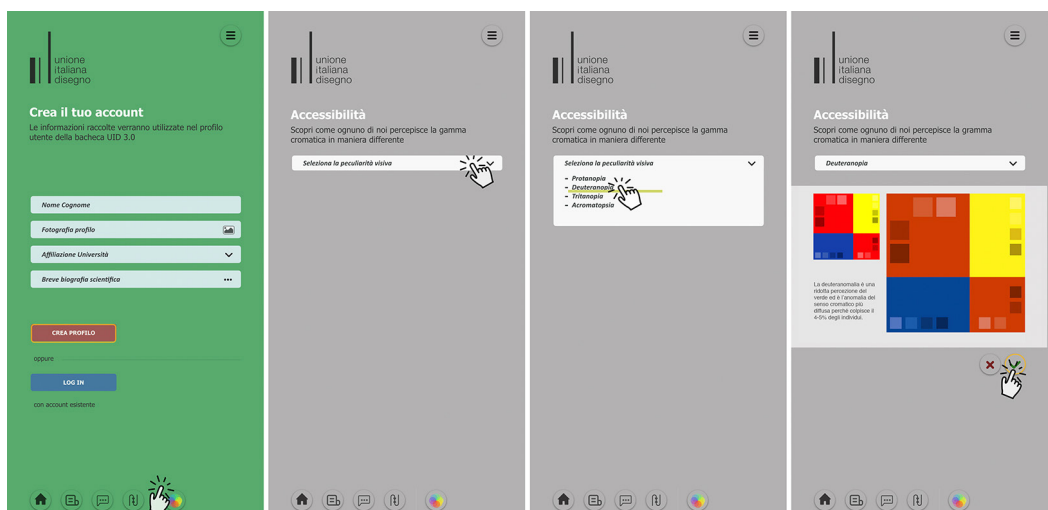 unione
italiana
disegno
Crea il tuo account
Le informazioni raccolte verranno utilizzate nel profilo
utente della bacheca UID 3.0
Nome Cognome
Fotografia profilo
Affiliazione Università
Breve biografia scientifica
CREA PROFILO
oppure
LOG IN
con account esistente
unione
italiana
disegno
Accessibilità
Scopri come ognuno di noi percepisce la gamma
cromatica in maniera differente
Seleziona la peculiarità visiva
unione
italiana
disegno
Accessibilità
Scopri come ognuno di noi percepisce la gamma
cromatica in maniera differente
Seleziona la peculiarità visiva
- Protanopia
- Deuteranopia
- Tritanopia
- Acromatopsia
unione
italiana
disegno
Accessibilità
Scopri come ognuno di noi percepisce la gramma
cromatica in maniera differente
Deuteranopia
La deuteranomalia è una
ridotta percezione del
verde ed è l'anomalia del
senso cromatico più
diffusa perché colpisce il
4-5% degli individui.